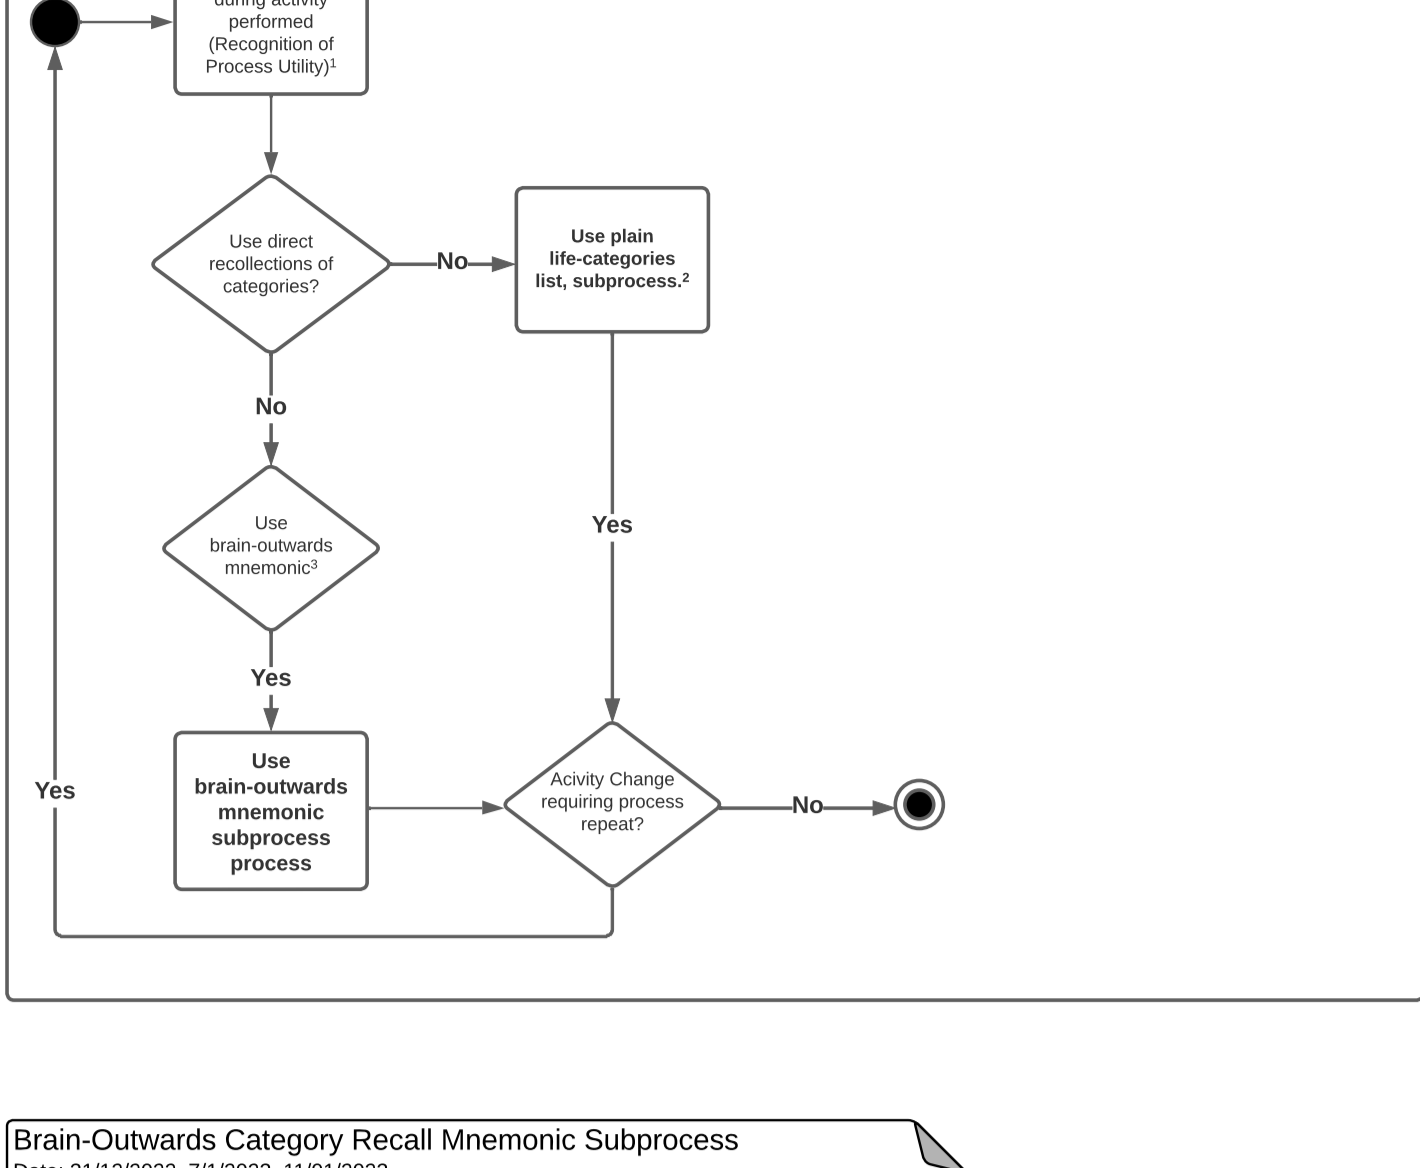 during activity
performed
(Recognition of
Process Utility)¹
Use direct
recollections of
categories?
No
Use plain
life-categories
list, subprocess.²
No
Use
brain-outwards
mnemonic³
Yes
Yes
Use
brain-outwards
mnemonic
subprocess
process
Acivity Change
requiring process
repeat?
No
Yes
Brain-Outwards Category Recall Mnemonic Subprocess